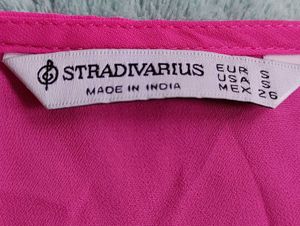 STRADIVARIUS
MADE IN INDIA
EUR S
USA S
MEX 26